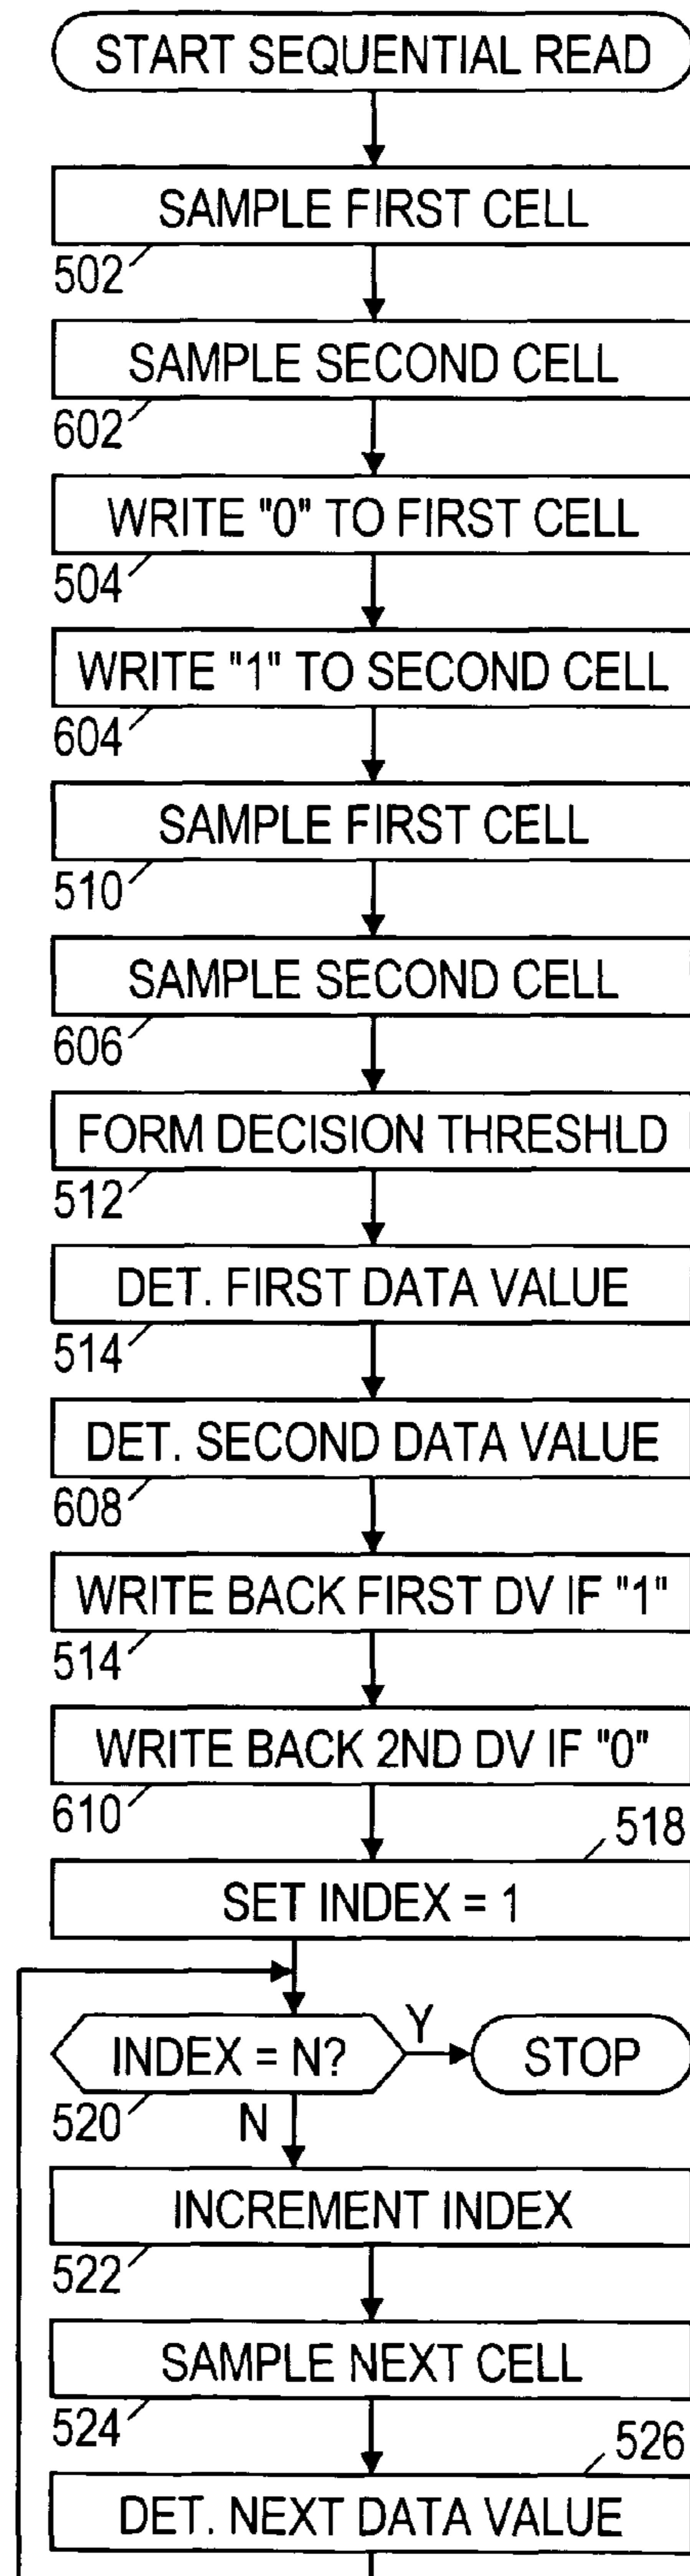 START SEQUENTIAL READ
SAMPLE FIRST CELL
502
SAMPLE SECOND CELL
602
WRITE "0" TO FIRST CELL
504
WRITE "1" TO SECOND CELL
604
SAMPLE FIRST CELL
510
SAMPLE SECOND CELL
606
FORM DECISION THRESHLD
512
DET. FIRST DATA VALUE
514
DET. SECOND DATA VALUE
608
WRITE BACK FIRST DV IF "1"
514
WRITE BACK 2ND DV IF "0"
610
518
SET INDEX = 1
INDEX = N?
Y
STOP
520
N
INCREMENT INDEX
522
SAMPLE NEXT CELL
524
526
DET. NEXT DATA VALUE